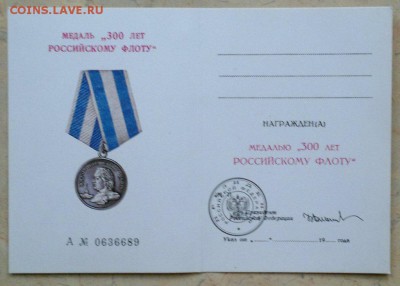 COINS.LAVE.RU
МЕДАЛЬ „300 ЛЕТ
РОССИЙСКОМУ ФЛОТУ“
А № 0636689
НАГРАЖДЕН(А)
МЕДАЛЬЮ „300 ЛЕТ
РОССИЙСКОМУ ФЛОТУ“
Федерации
Указ от „ “ 19 года